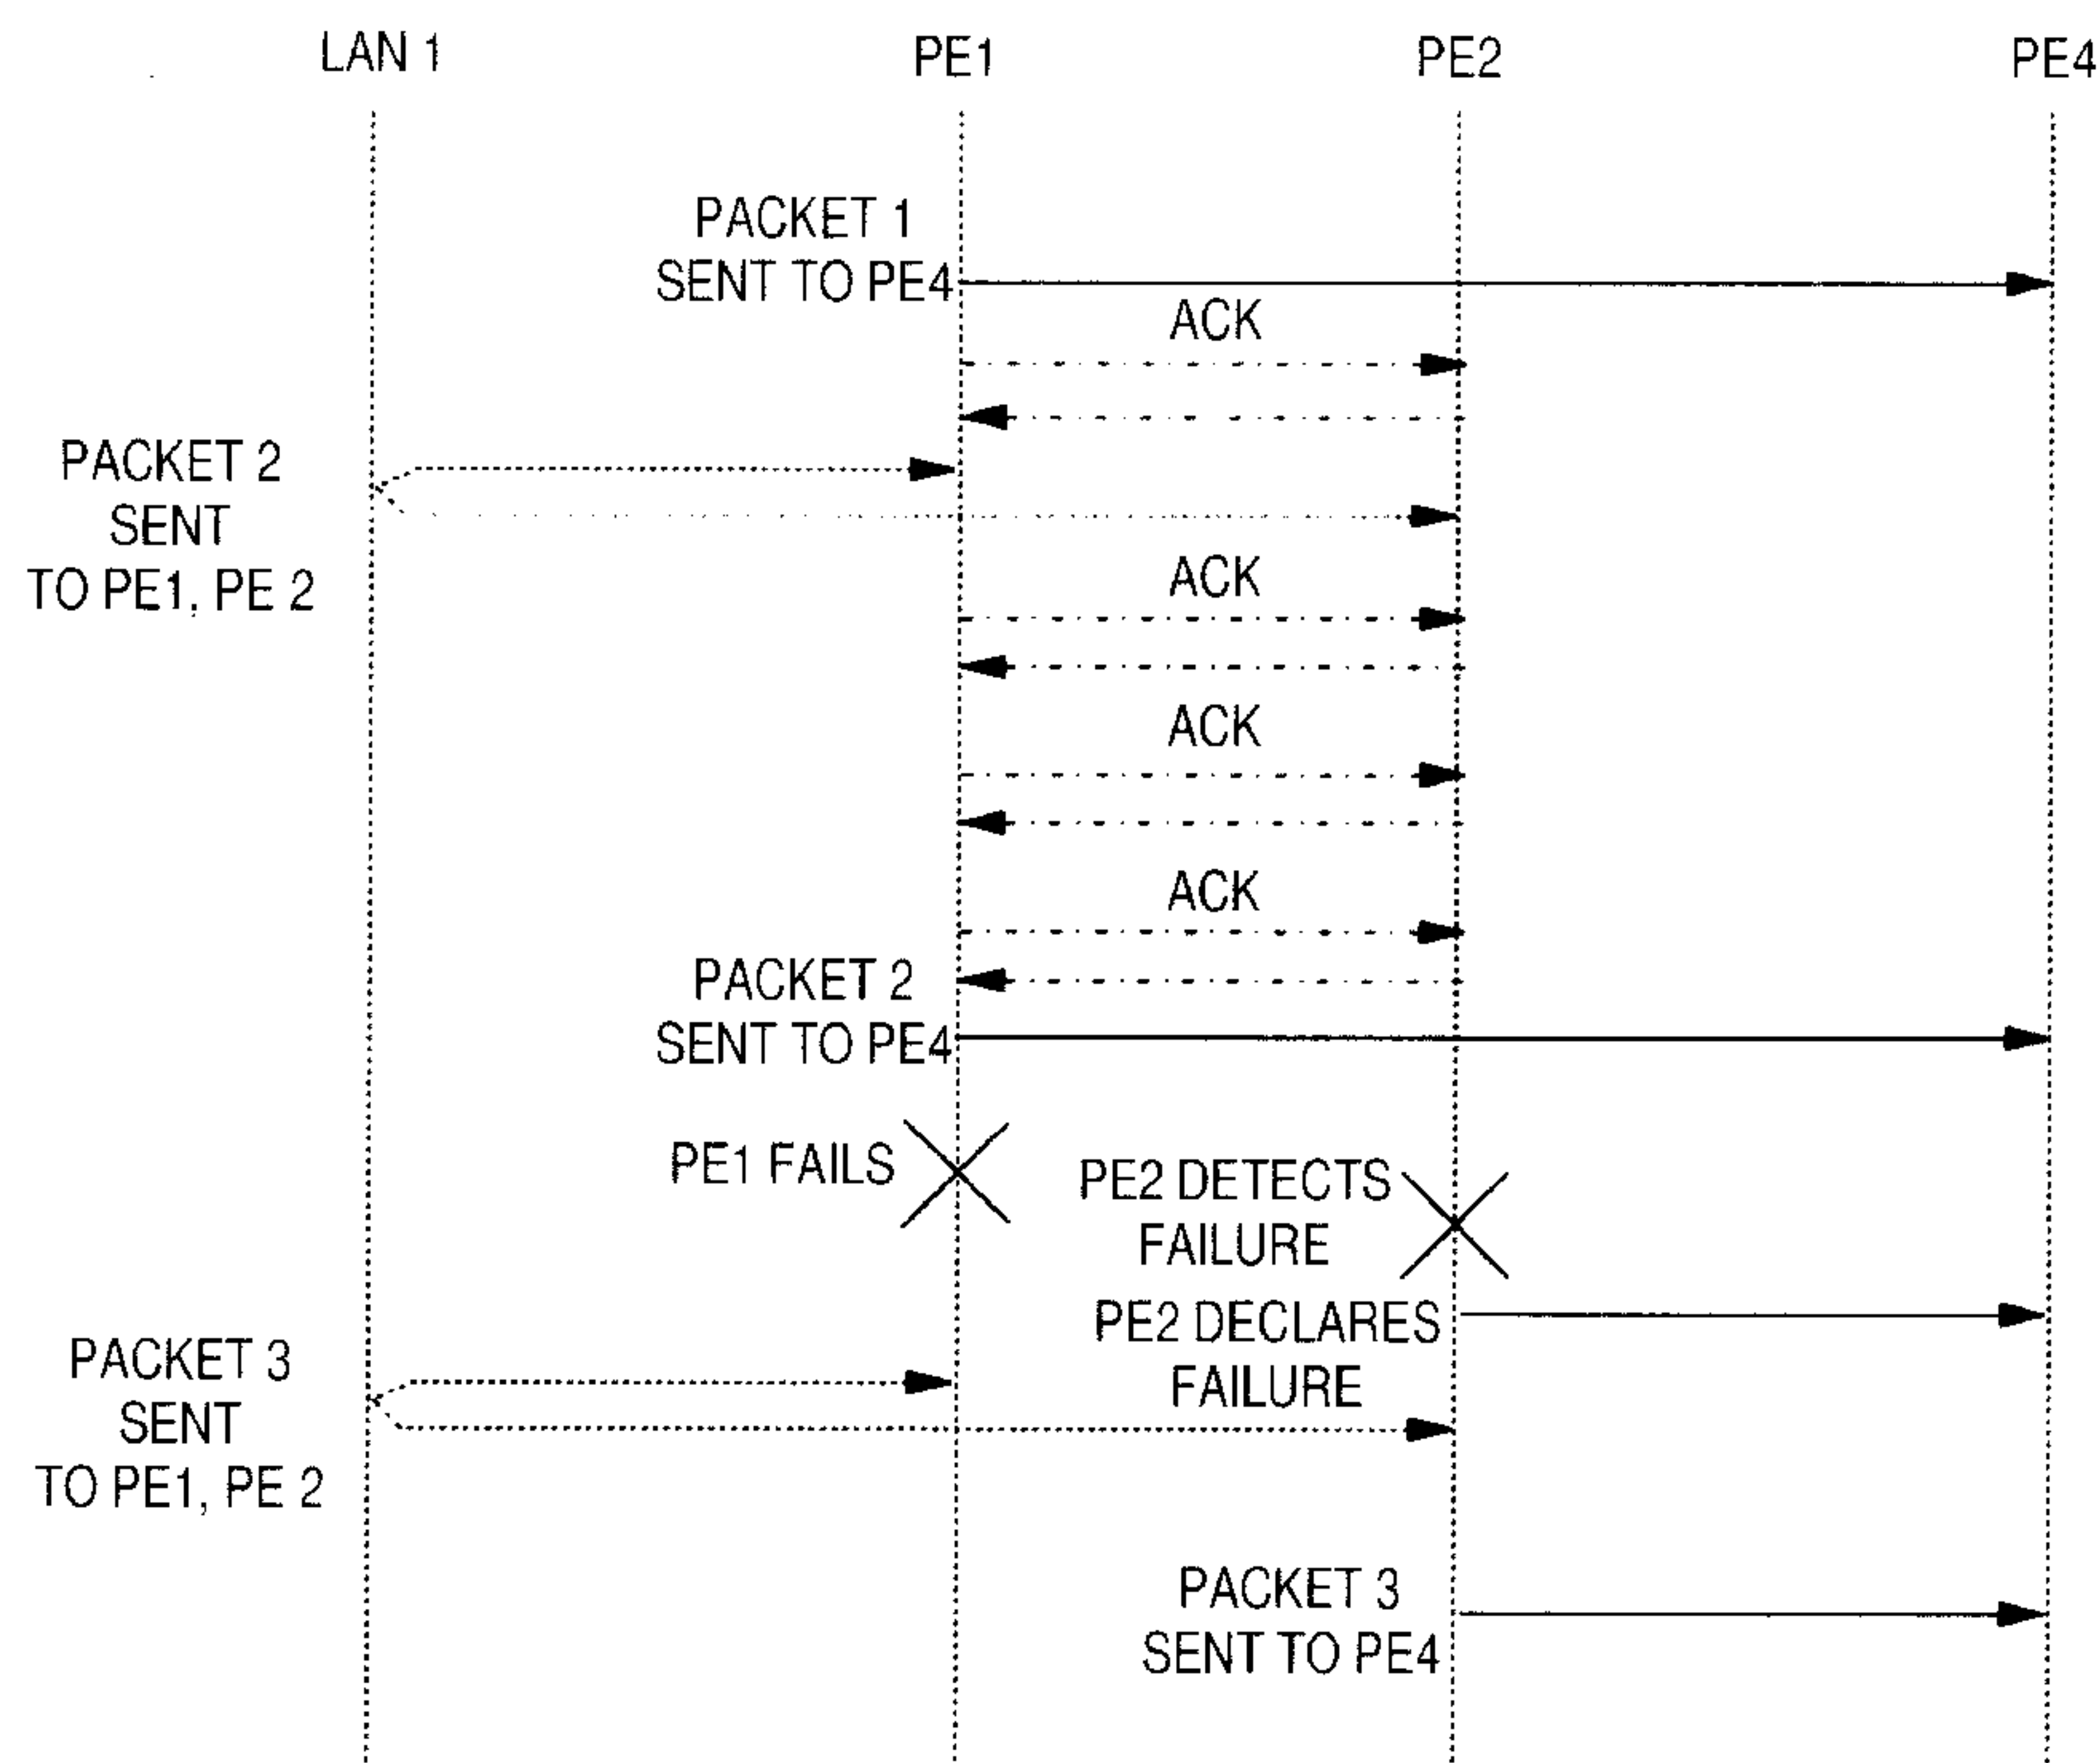 LAN 1
PE1
PE2
PE4
PACKET 1
SENT TO PE4
ACK
PACKET 2
SENT
TO PE1, PE 2
ACK
ACK
ACK
PACKET 2
SENT TO PE4
PE1 FAILS
PE2 DETECTS
FAILURE
PE2 DECLARES
FAILURE
PACKET 3
SENT
TO PE1, PE 2
PACKET 3
SENT TO PE4